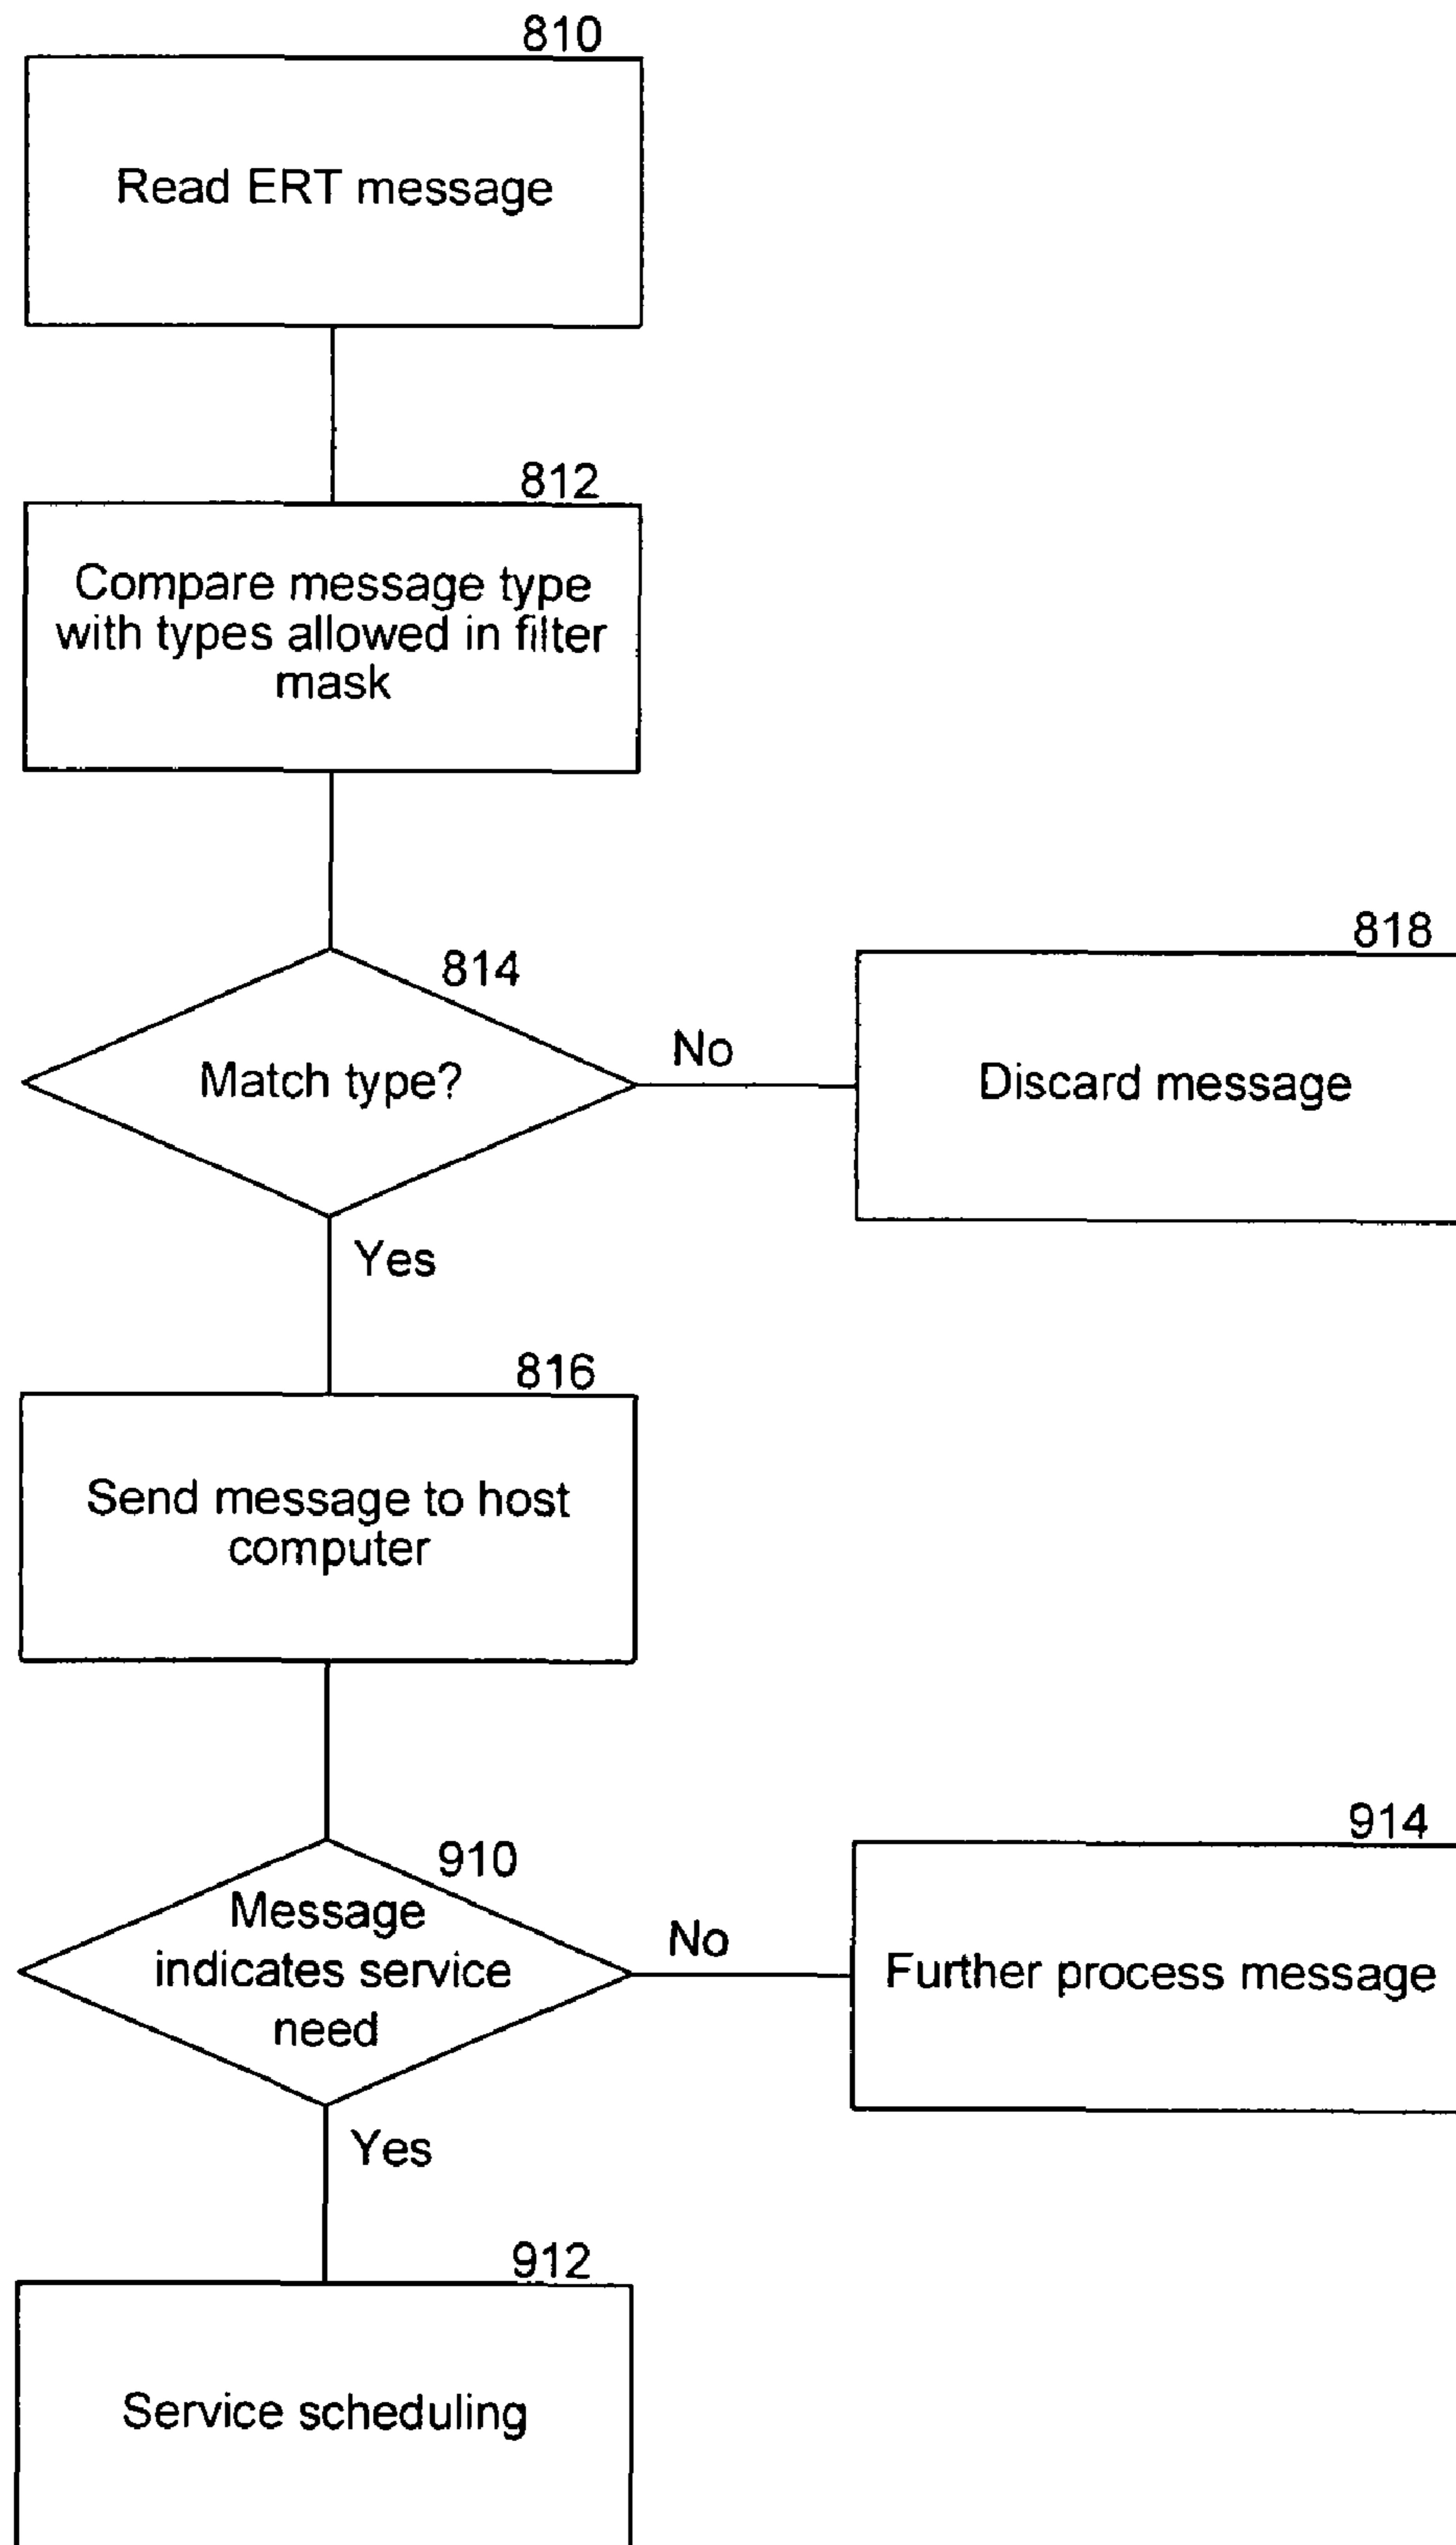 810
Read ERT message
812
Compare message type
with types allowed in filter
mask
814
Match type?
No
818
Discard message
Yes
816
Send message to host
computer
910
Message
indicates service
need
No
914
Further process message
Yes
912
Service scheduling